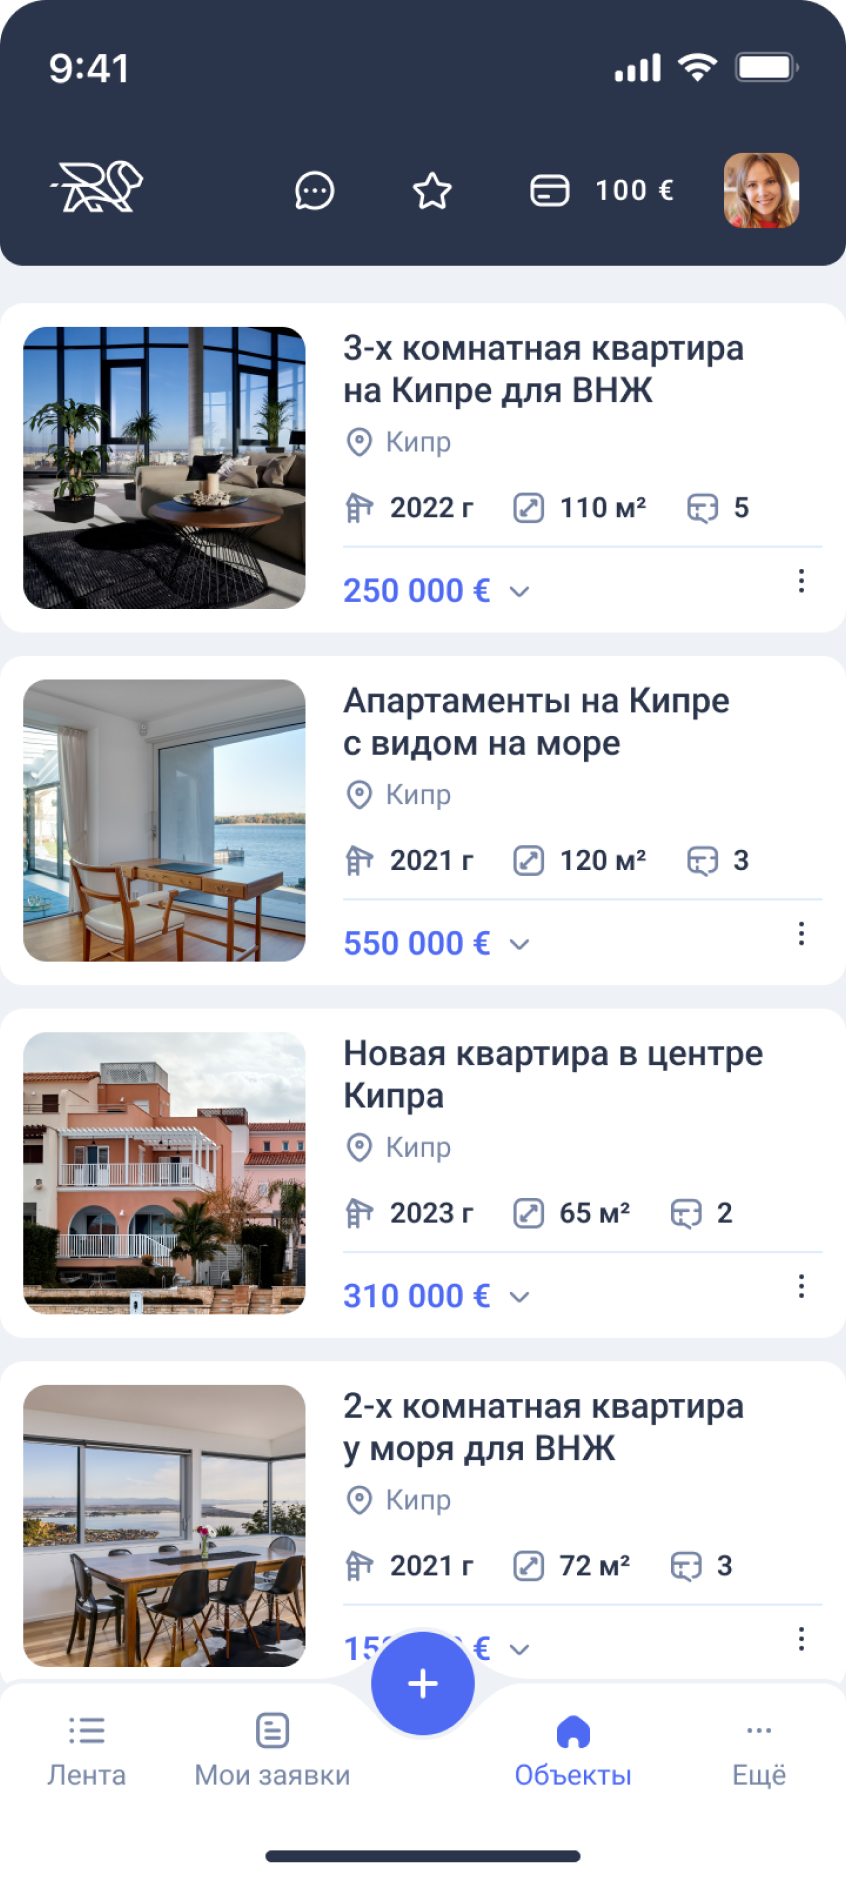 9:41
100 €
3-х комнатная квартира
на Кипре для ВНЖ
Кипр
2022 г 110 м² 5
250 000 €
Апартаменты на Кипре
с видом на море
Кипр
2021 г 120 м² 3
550 000 €
Новая квартира в центре
Кипра
Кипр
2023 г 65 м² 2
310 000 €
2-х комнатная квартира
у моря для ВНЖ
Кипр
2021 г 72 м² 3
€
Лента Мои заявки Объекты Ещё